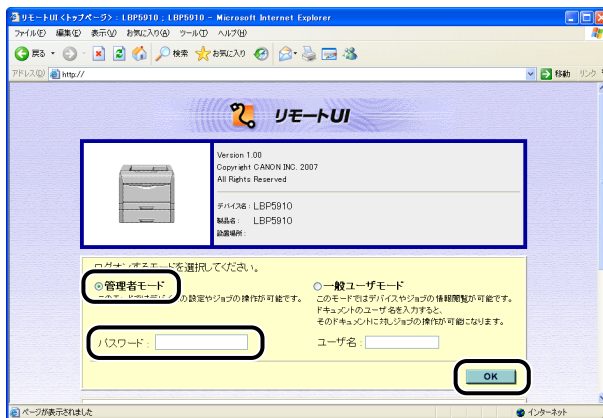 リモートUI <トップページ> : LBP5910 ; LBP5910 - Microsoft Internet Explorer
ファイル(F) 編集(E) 表示(V) お気に入り(A) ツール(T) ヘルプ(H)
戻る 検索 お気に入り
アドレス(D) http:// 移動 リンク
リモートUI
Version 1.00
Copyright CANON INC. 2007
All Rights Reserved
デバイス名 : LBP5910
製品名 : LBP5910
設置場所 :
ログオンするモードを選択してください。
管理者モード
このモードではデバイスの設定やジョブの操作が可能です。
パスワード :
一般ユーザモード
このモードではデバイスやジョブの情報閲覧が可能です。
ドキュメントのユーザ名を入力すると、
そのドキュメントに対しジョブの操作が可能になります。
ユーザ名 :
OK
ページが表示されました インターネット